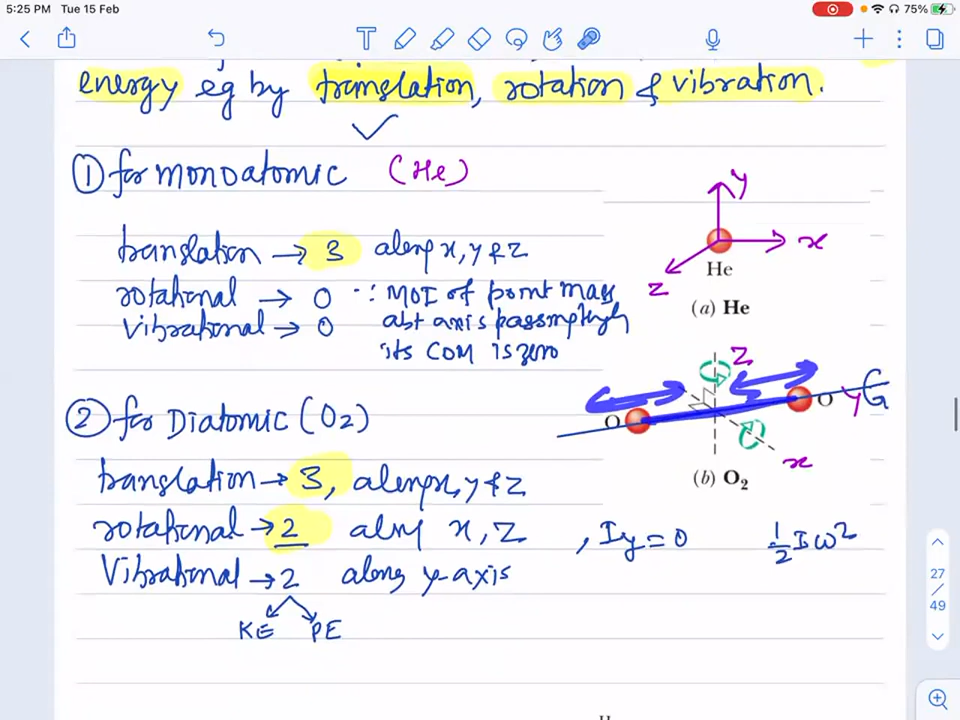 5:25 PM Tue 15 Feb
75%
energy eg by translation, rotation & vibration.
① for monoatomic (He)
translation → 3 along x, y & z
rotational → 0 ∵ MOI of point mass
vibrational → 0 abt axis passing through
its COM is zero
y
x
z
He
(a) He
② for Diatomic (O2)
translation → 3, along x, y & z
rotational → 2 along x, z , Iy = 0 1/2 Iω²
Vibrational → 2 along y-axis
KE PE
z
O
O
y
x
(b) O2
27
/
49
H